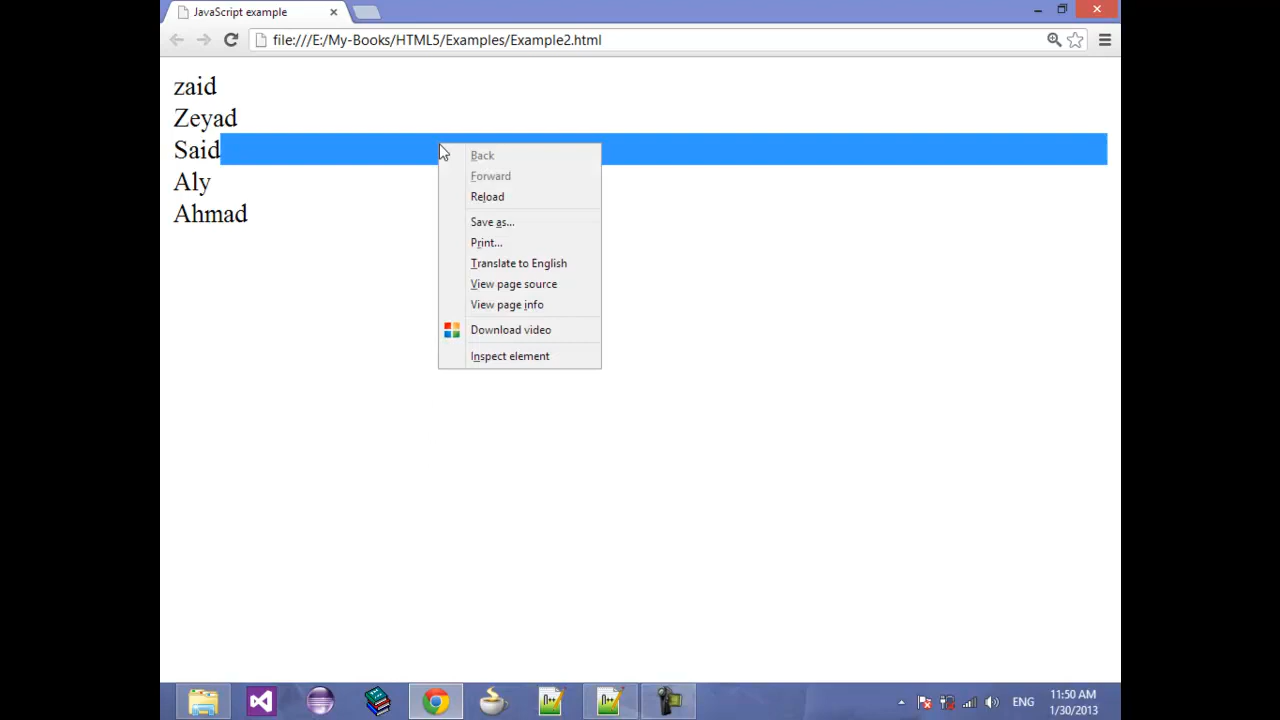 JavaScript example
file:///E:/My-Books/HTML5/Examples/Example2.html
zaid
Zeyad
Said
Aly
Ahmad
Back
Forward
Reload
Save as...
Print...
Translate to English
View page source
View page info
Download video
Inspect element
ENG
11:50 AM
1/30/2013